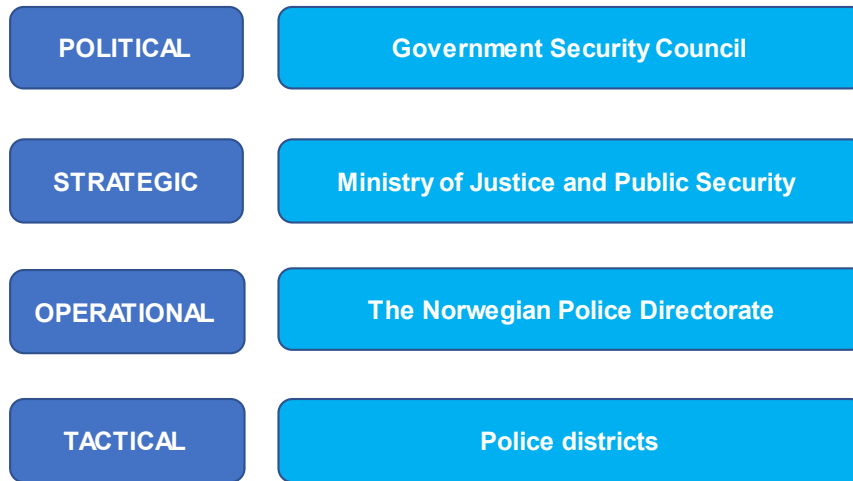 POLITICAL
Government Security Council
STRATEGIC
Ministry of Justice and Public Security
OPERATIONAL
The Norwegian Police Directorate
TACTICAL
Police districts